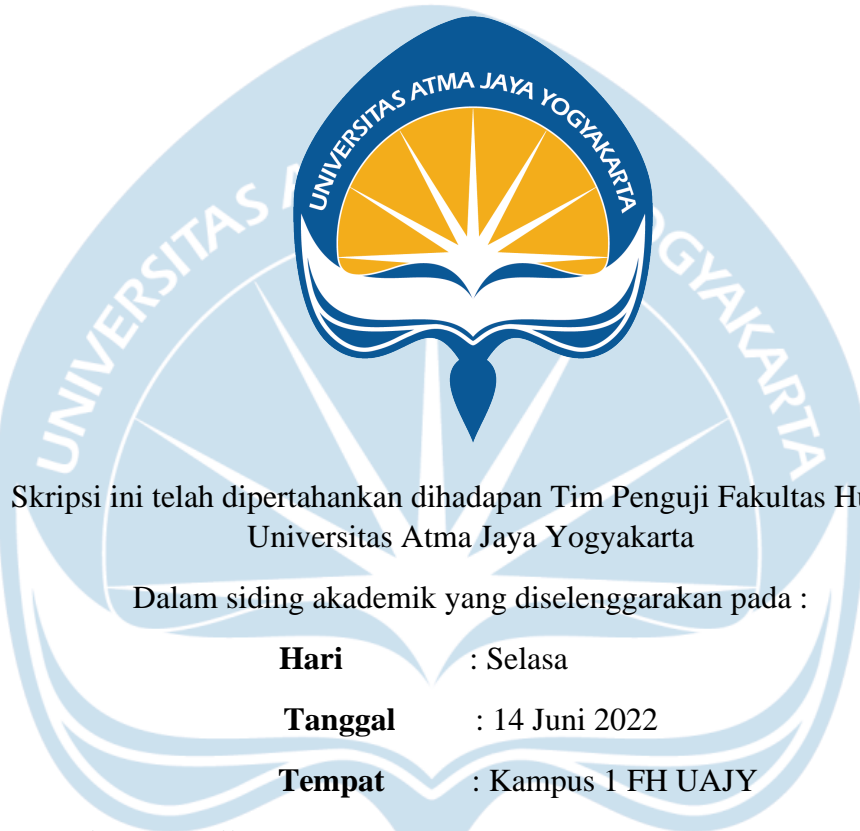 UNIVERSITAS ATMA JAYA YOGYAKARTA
Skripsi ini telah dipertahankan dihadapan Tim Penguji Fakultas
Universitas Atma Jaya Yogyakarta
Dalam siding akademik yang diselenggarakan pada :
Hari : Selasa
Tanggal : 14 Juni 2022
Tempat : Kampus 1 FH UAJY